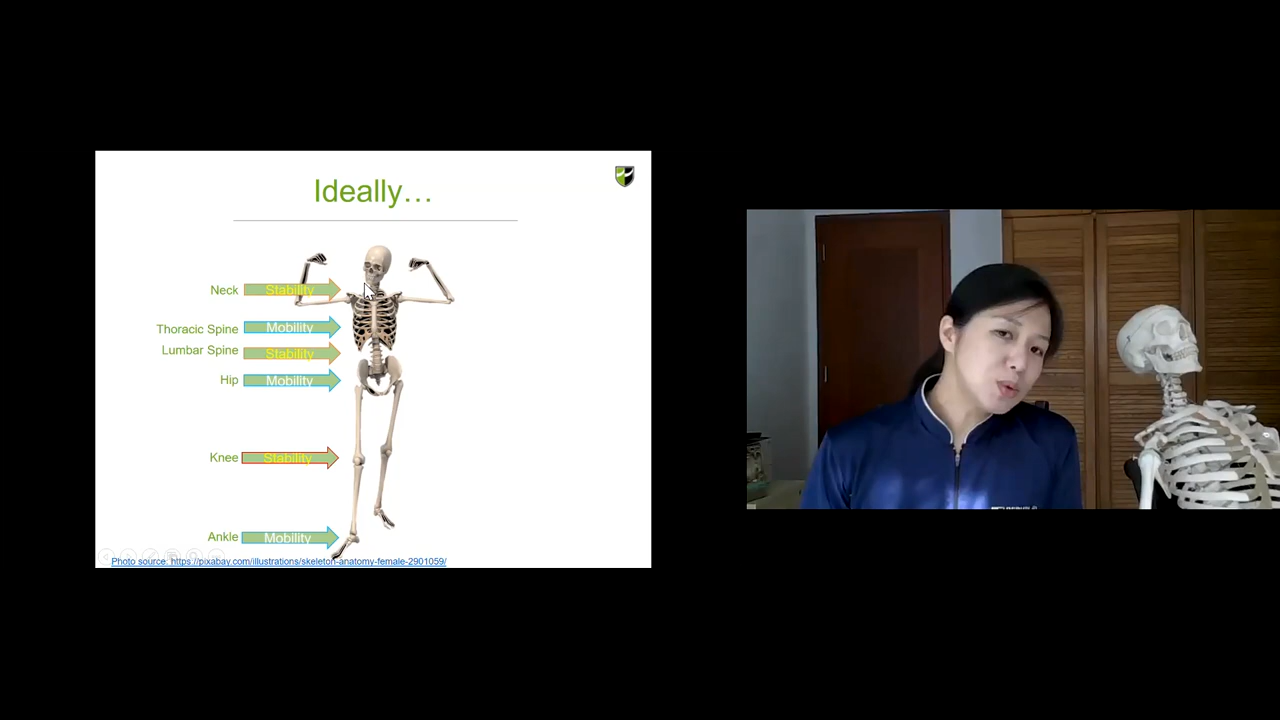 Ideally…
Neck Stability
Thoracic Spine Mobility
Lumbar Spine Stability
Hip Mobility
Knee Stability
Ankle Mobility
Photo source: https://pixabay.com/illustrations/skeleton-anatomy-female-2901059/